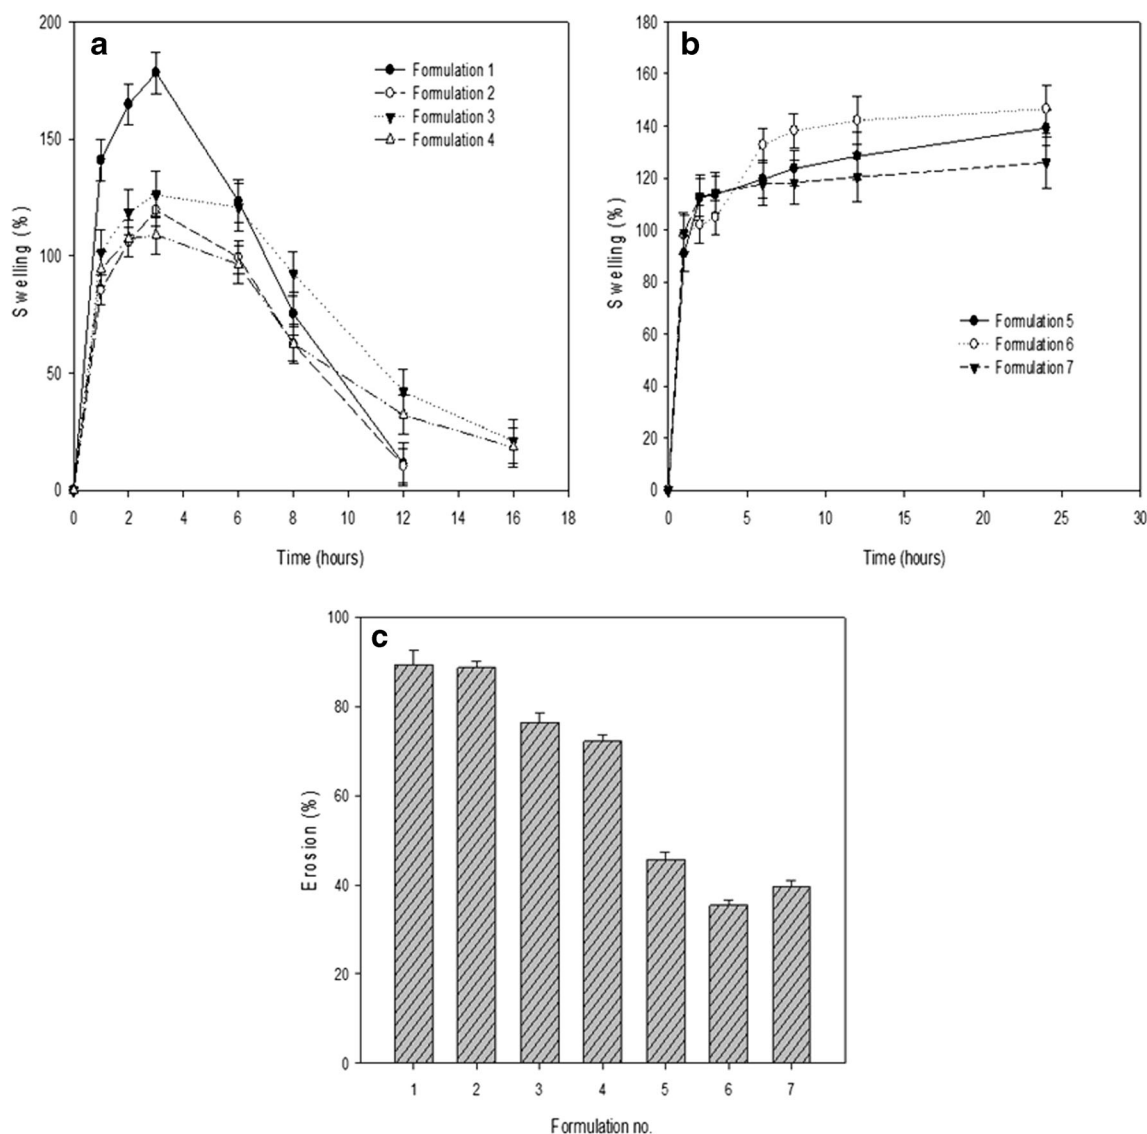 a
Formulation 1
Formulation 2
Formulation 3
Formulation 4
200
150
100
50
0
Swelling (%)
0 2 4 6 8 10 12 14 16 18
Time (hours)
b
180
160
140
120
100
80
60
40
20
0
Swelling (%)
Formulation 5
Formulation 6
Formulation 7
0 5 10 15 20 25 30
Time (hours)
c
100
80
60
40
20
0
Erosion (%)
1 2 3 4 5 6 7
Formulation no.